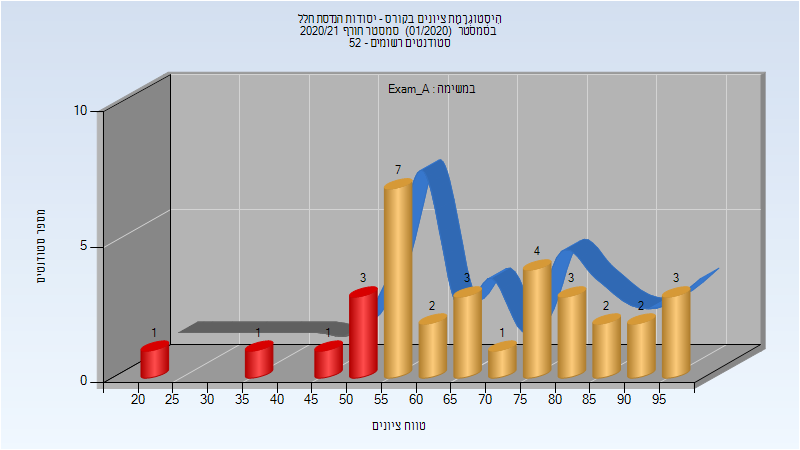 היסטוגרמת ציונים בקורס - יסודות הנדסת חלל
בסמסטר (01/2020) סמסטר חורף 2020/21
סטודנטים רשומים - 52
במשימה : Exam_A
מספר סטודנטים
10
5
0
1
1
1
3
7
2
3
1
4
3
2
2
3
20 25 30 35 40 45 50 55 60 65 70 75 80 85 90 95
טווח ציונים